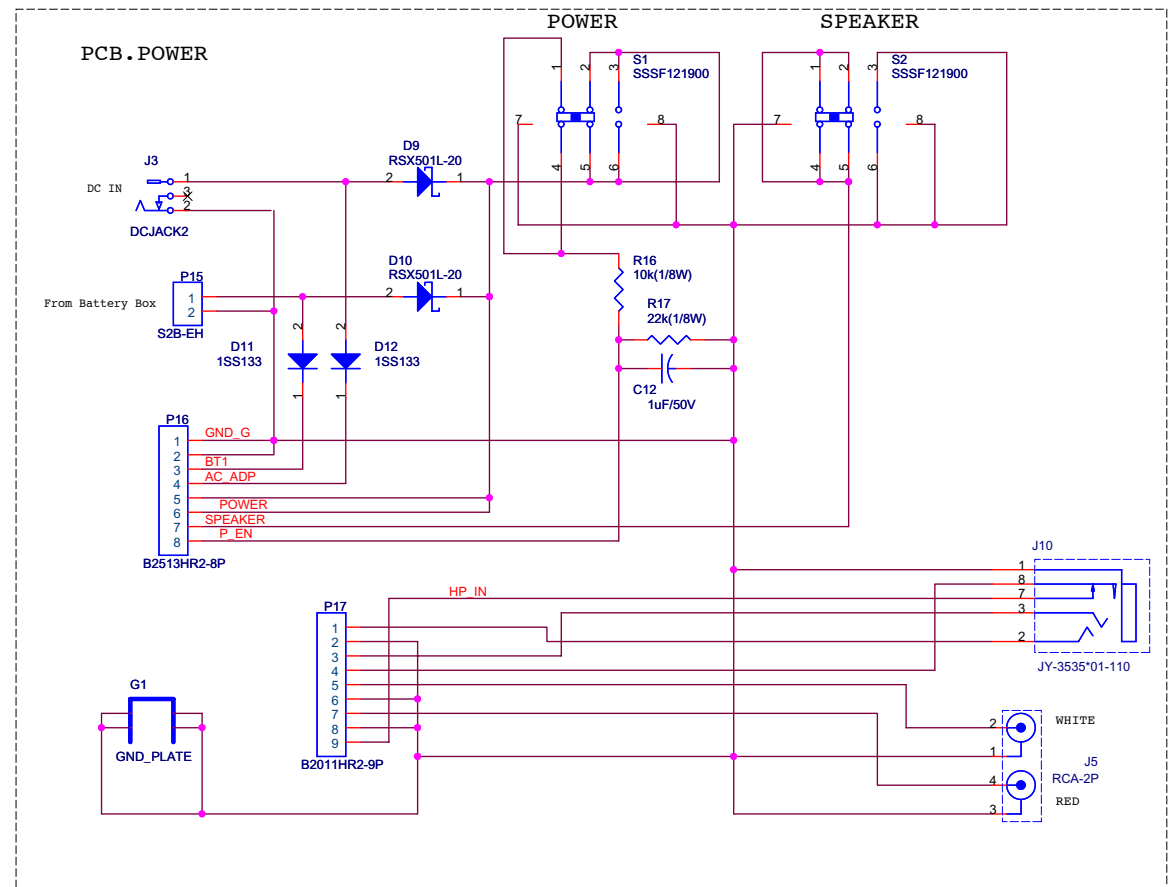 POWER
SPEAKER
PCB.POWER
S1
SSSF121900
1
2
3
7
8
4
5
6
S2
SSSF121900
1
2
3
7
8
4
5
6
J3
DC IN
1
3
2
DCJACK2
D9
RSX501L-20
2
1
D10
RSX501L-20
2
1
P15
From Battery Box
1
2
S2B-EH
D11
1SS133
2
1
D12
1SS133
2
1
R16
10k(1/8W)
R17
22k(1/8W)
C12
1uF/50V
P16
1 GND_G
2
3 BT1
4 AC_ADP
5
6 POWER
7 SPEAKER
8 P_EN
B2513HR2-8P
HP_IN
P17
1
2
3
4
5
6
7
8
9
B2011HR2-9P
J10
1
8
7
3
2
JY-3535*01-110
G1
GND_PLATE
2
WHITE
1
J5
4
RCA-2P
RED
3